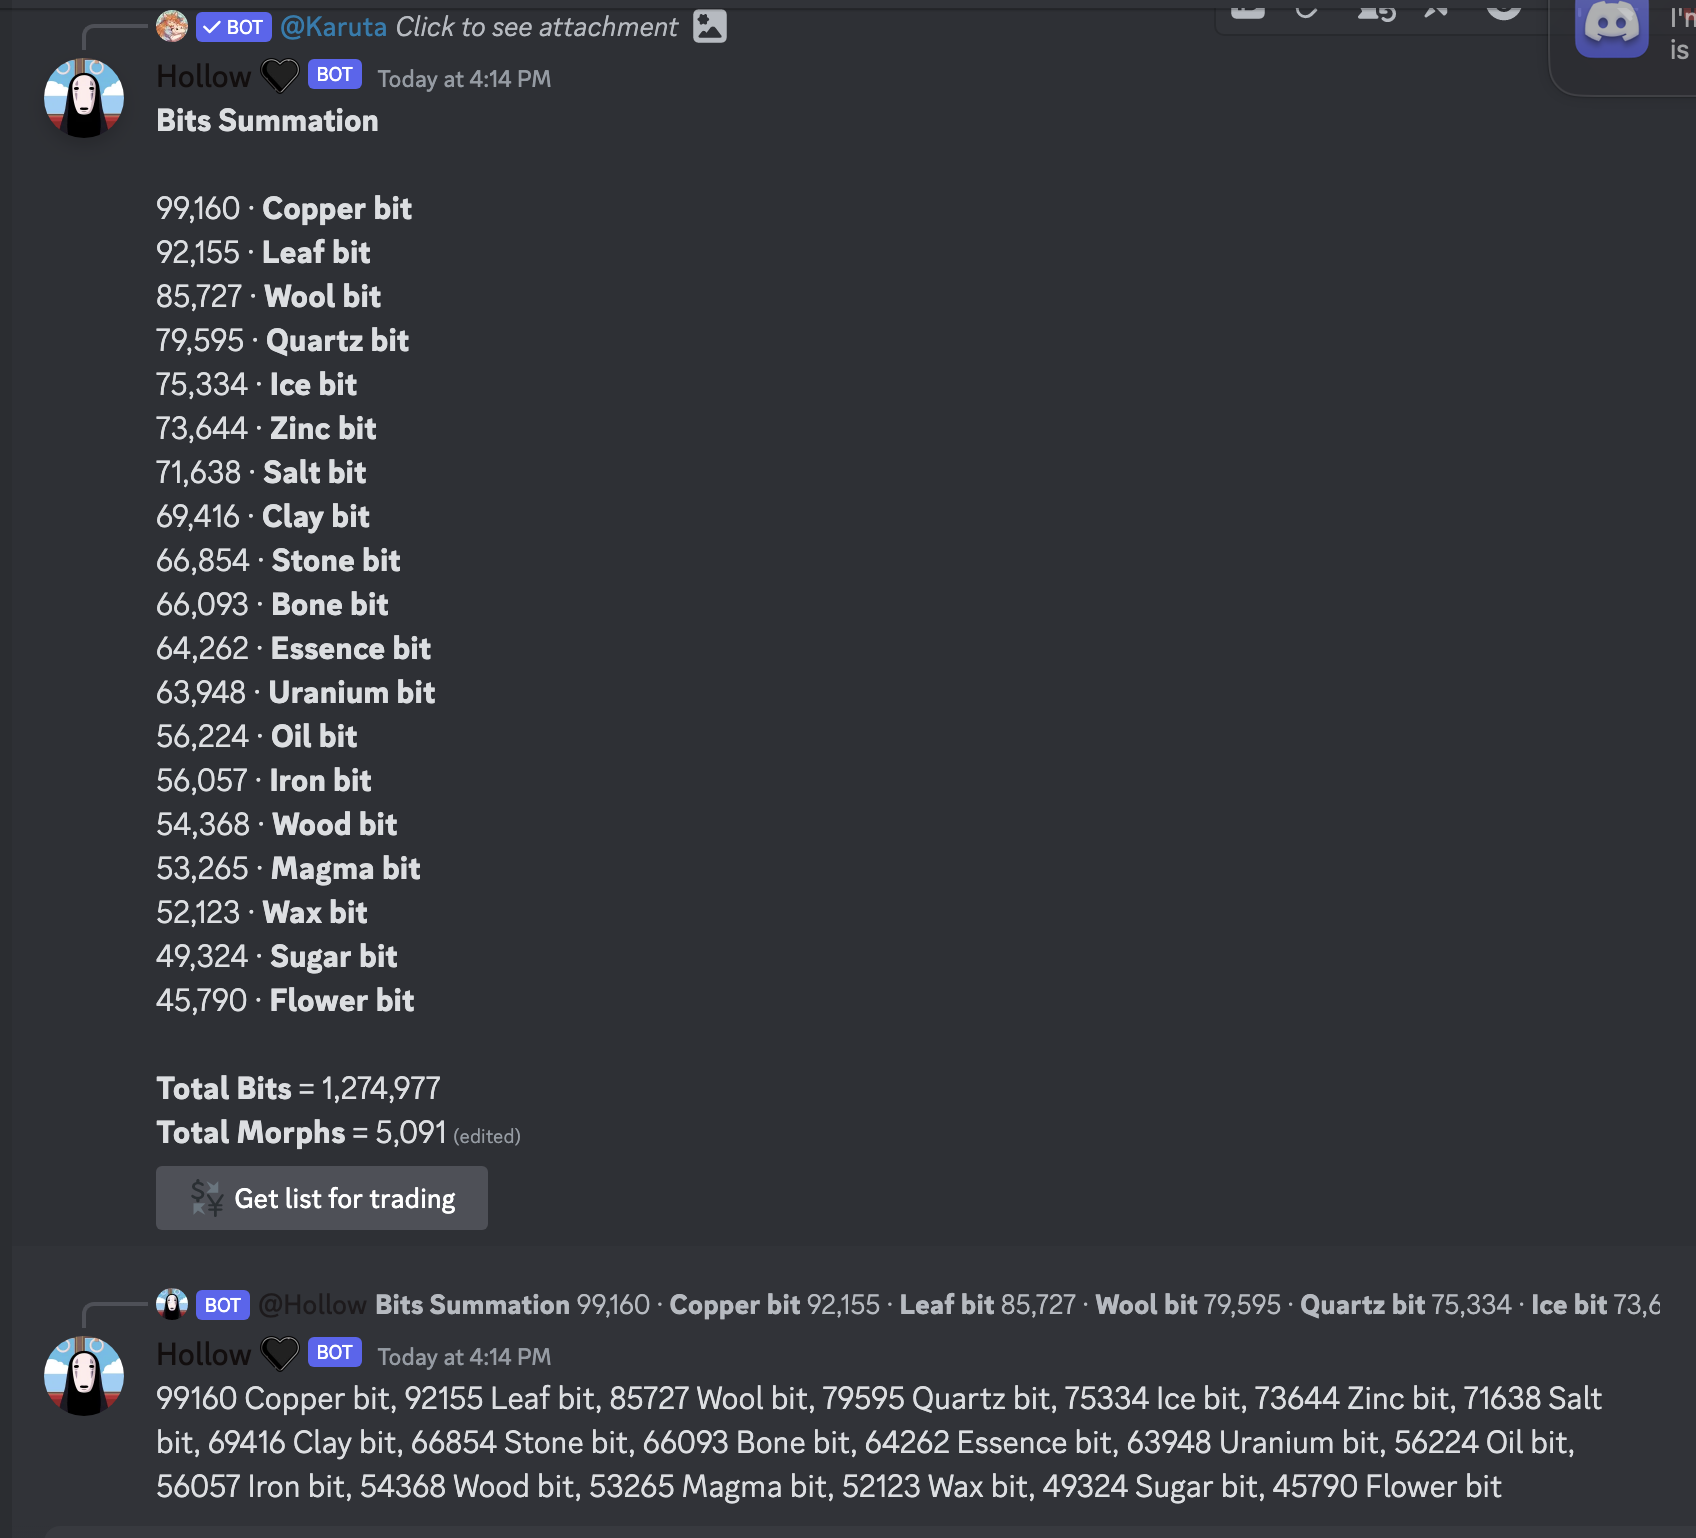 BOT @Karuta Click to see attachment
is
Hollow BOT Today at 4:14 PM
Bits Summation
99,160 · Copper bit
92,155 · Leaf bit
85,727 · Wool bit
79,595 · Quartz bit
75,334 · Ice bit
73,644 · Zinc bit
71,638 · Salt bit
69,416 · Clay bit
66,854 · Stone bit
66,093 · Bone bit
64,262 · Essence bit
63,948 · Uranium bit
56,224 · Oil bit
56,057 · Iron bit
54,368 · Wood bit
53,265 · Magma bit
52,123 · Wax bit
49,324 · Sugar bit
45,790 · Flower bit
Total Bits = 1,274,977
Total Morphs = 5,091 (edited)
Get list for trading
BOT @Hollow Bits Summation 99,160 · Copper bit 92,155 · Leaf bit 85,727 · Wool bit 79,595 · Quartz bit 75,334 · Ice bit 73,6
Hollow BOT Today at 4:14 PM
99160 Copper bit, 92155 Leaf bit, 85727 Wool bit, 79595 Quartz bit, 75334 Ice bit, 73644 Zinc bit, 71638 Salt
bit, 69416 Clay bit, 66854 Stone bit, 66093 Bone bit, 64262 Essence bit, 63948 Uranium bit, 56224 Oil bit,
56057 Iron bit, 54368 Wood bit, 53265 Magma bit, 52123 Wax bit, 49324 Sugar bit, 45790 Flower bit